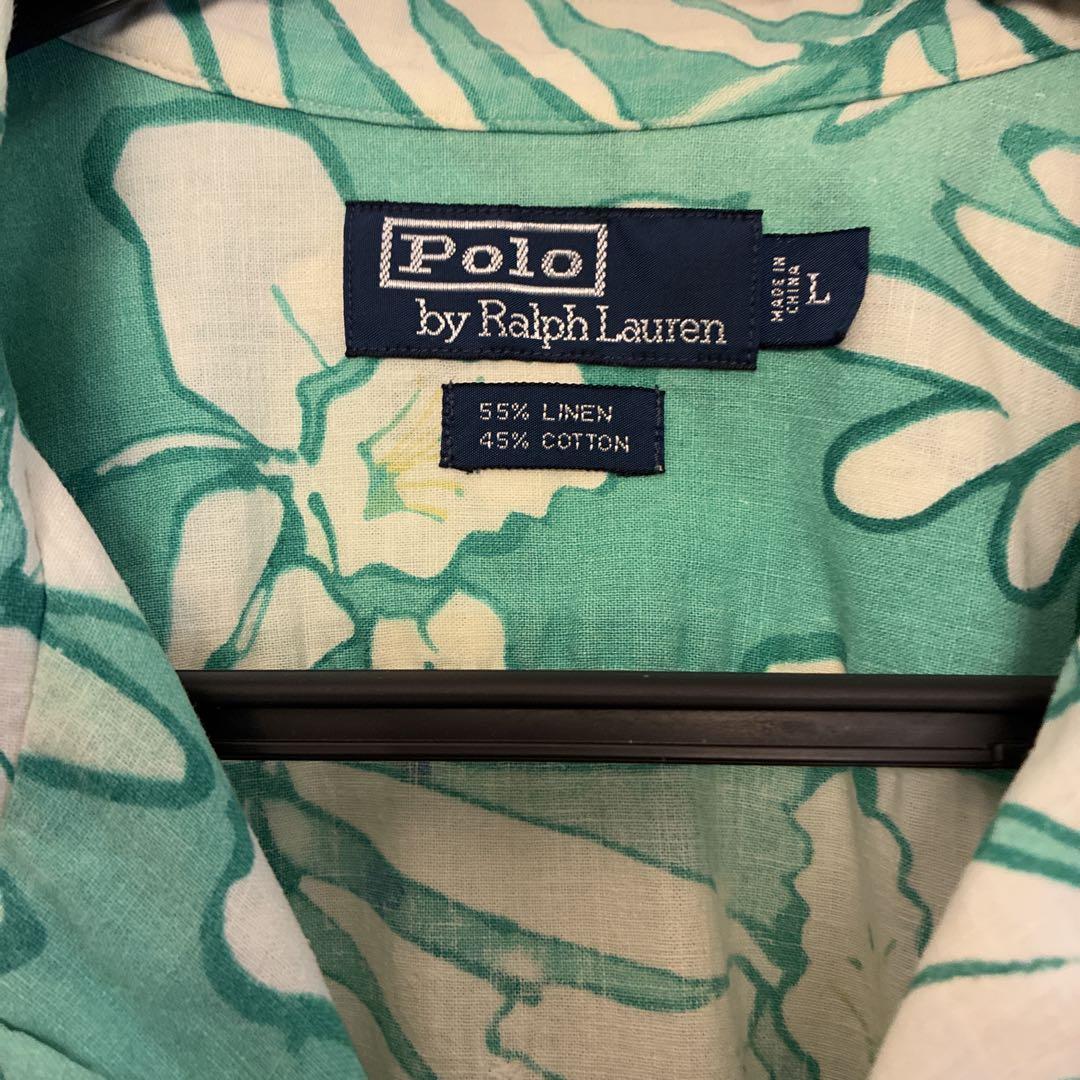 Polo
by Ralph Lauren
MADE IN
CHINA
L
55% LINEN
45% COTTON